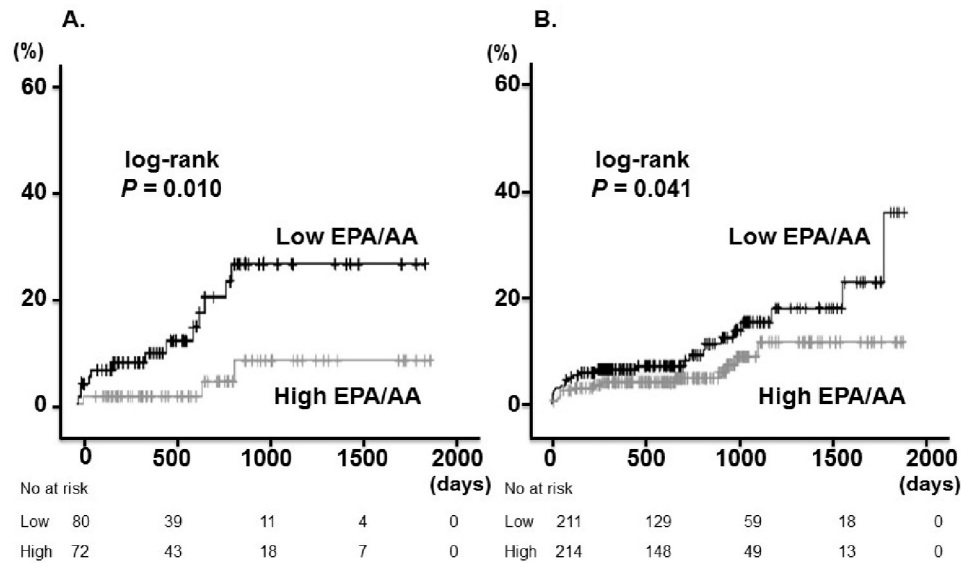 A.
(%)
60
40
20
0
log-rank
P = 0.010
Low EPA/AA
High EPA/AA
0 500 1000 1500 2000
(days)
No at risk
Low 80 39 11 4 0
High 72 43 18 7 0
B.
(%)
60
40
20
0
log-rank
P = 0.041
Low EPA/AA
High EPA/AA
0 500 1000 1500 2000
(days)
No at risk
Low 211 129 59 18 0
High 214 148 49 13 0